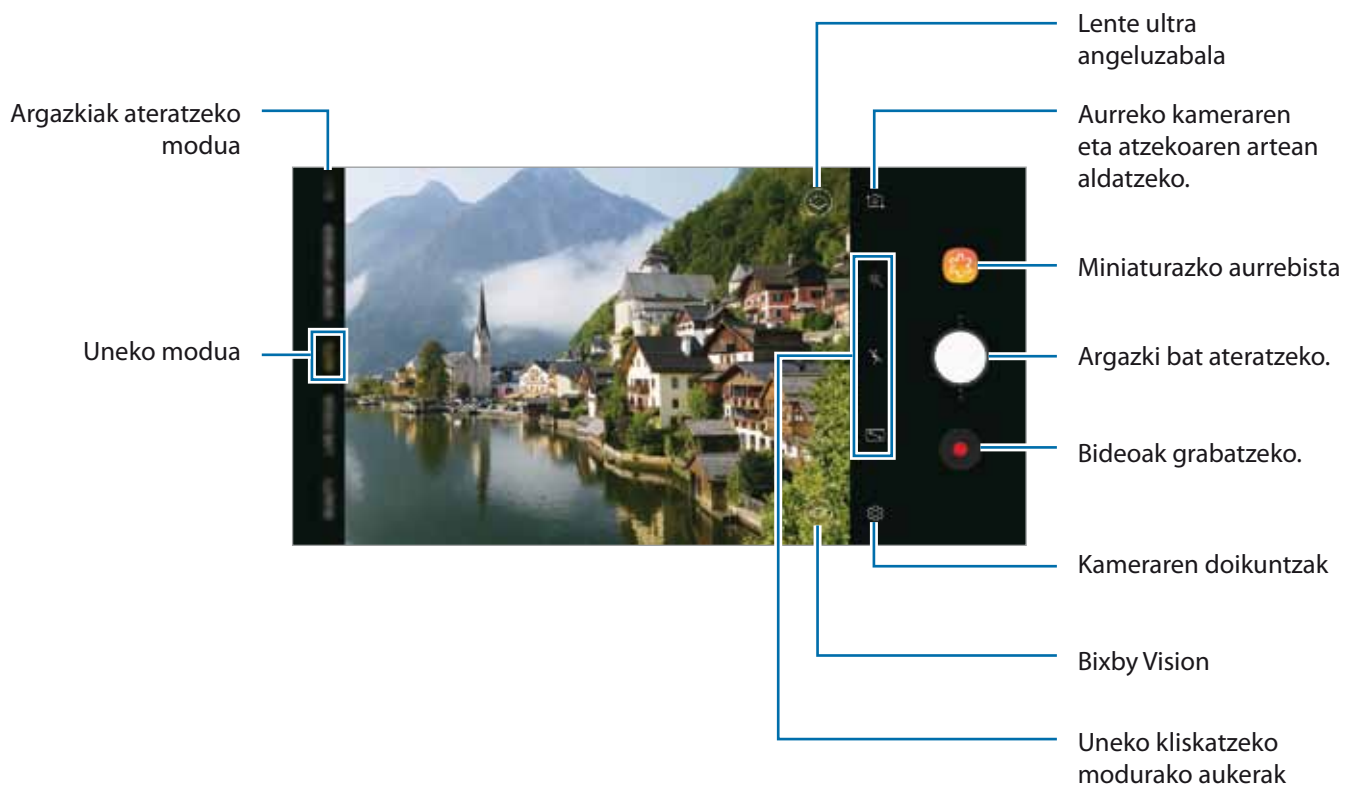 Argazkiak ateratzeko
modua
Uneko modua
Lente ultra
angeluzabala
Aurreko kameraren
eta atzekoaren artean
aldatzeko.
Miniaturazko aurrebista
Argazki bat ateratzeko.
Bideoak grabatzeko.
Kameraren doikuntzak
Bixby Vision
Uneko kliskatzeko
modurako aukerak